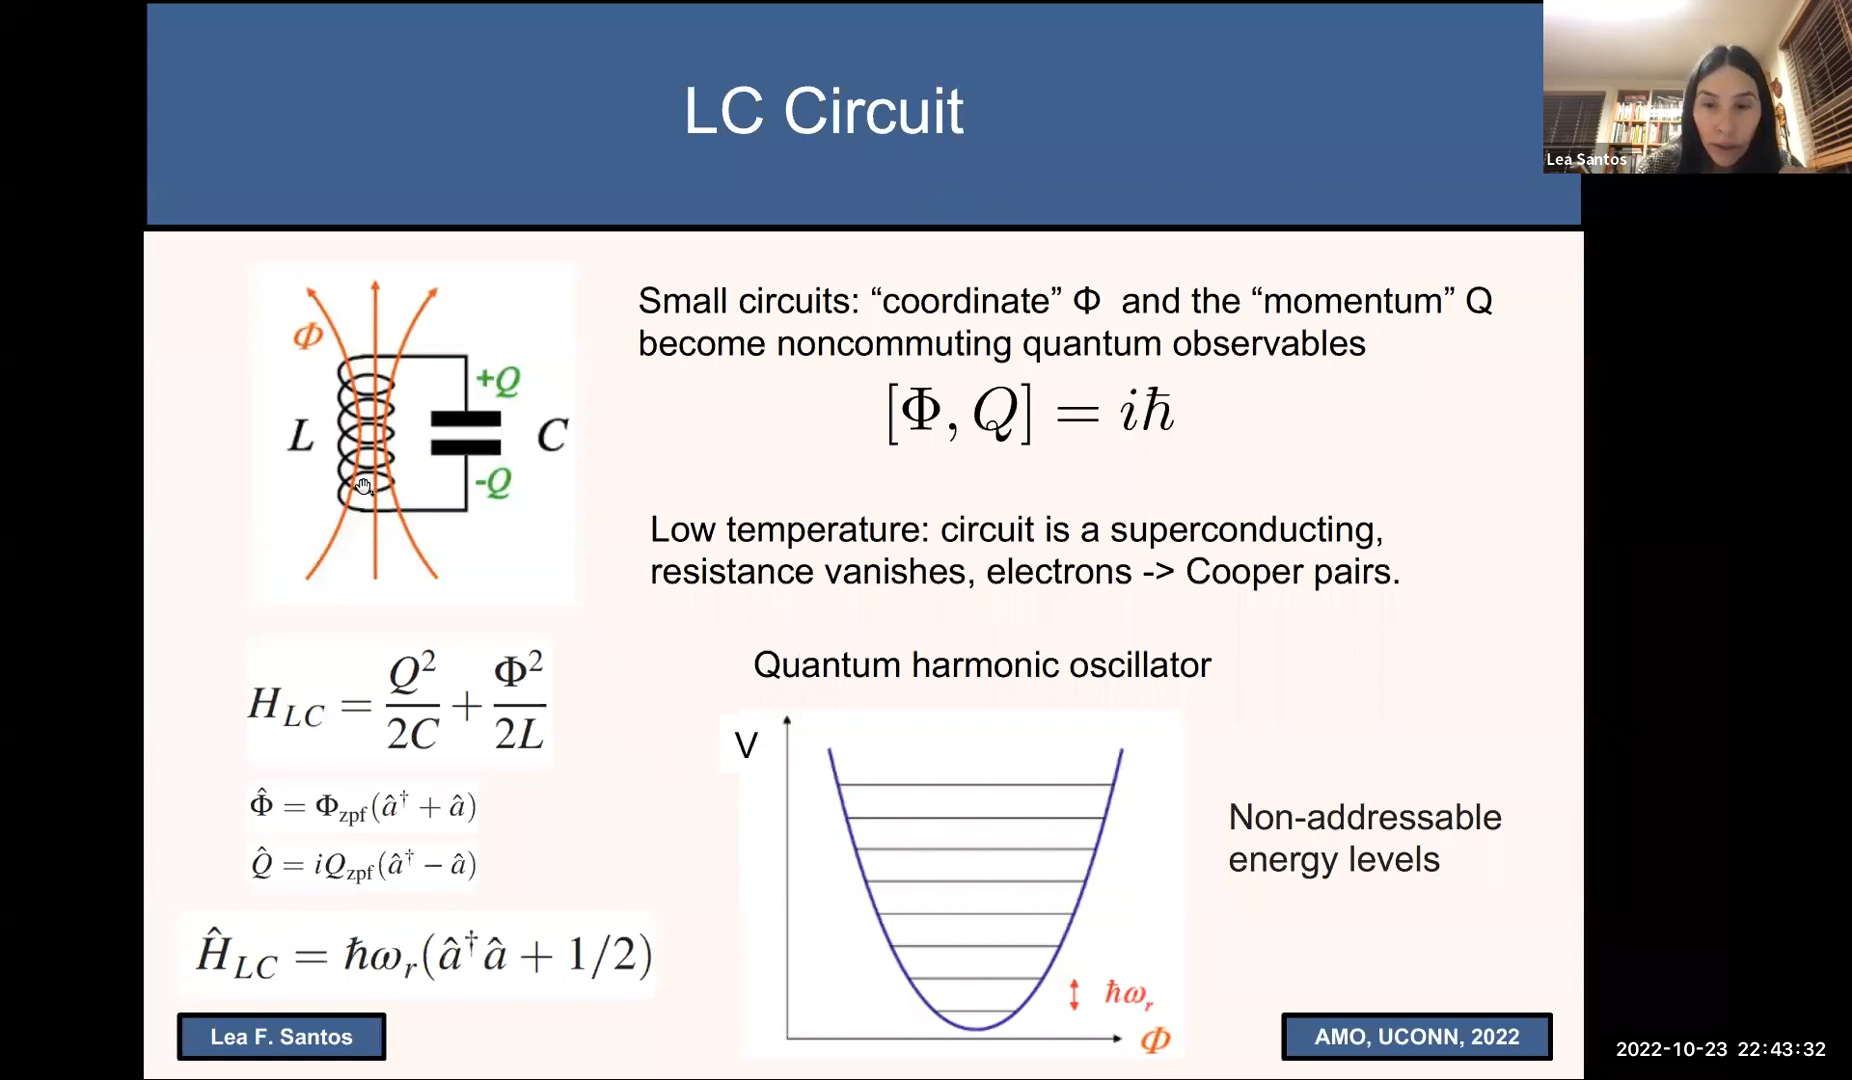 LC Circuit
Lea Santos
Φ
+Q
L
C
-Q
Small circuits: “coordinate” Φ and the “momentum” Q
become noncommuting quantum observables
[Φ, Q] = iħ
Low temperature: circuit is a superconducting,
resistance vanishes, electrons -> Cooper pairs.
H_LC = Q²/2C + Φ²/2L
Φ̂ = Φ_zpf(â† + â)
Q̂ = iQ_zpf(â† − â)
Ĥ_LC = ħω_r(â†â + 1/2)
Quantum harmonic oscillator
V
ħω_r
Φ
Non-addressable
energy levels
Lea F. Santos
AMO, UCONN, 2022
2022-10-23 22:43:32